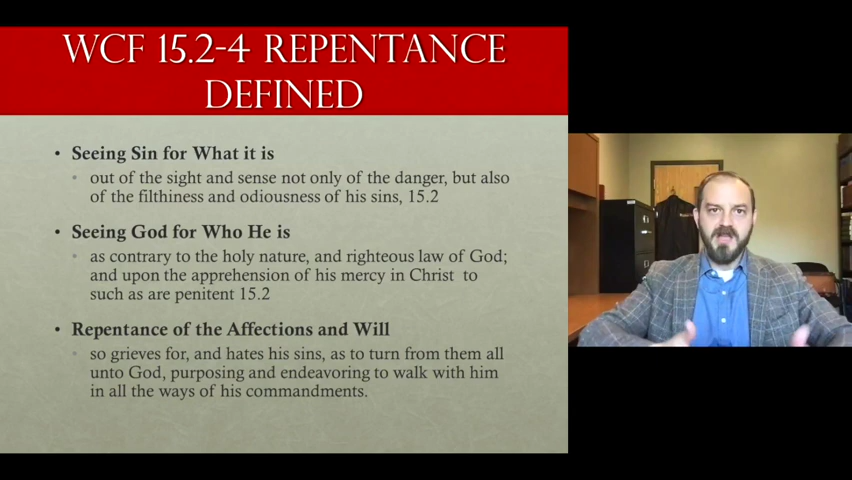 WCF 15.2-4 REPENTANCE
DEFINED
• Seeing Sin for What it is
• out of the sight and sense not only of the danger, but also
of the filthiness and odiousness of his sins, 15.2
• Seeing God for Who He is
• as contrary to the holy nature, and righteous law of God;
and upon the apprehension of his mercy in Christ to
such as are penitent 15.2
• Repentance of the Affections and Will
• so grieves for, and hates his sins, as to turn from them all
unto God, purposing and endeavoring to walk with him
in all the ways of his commandments.